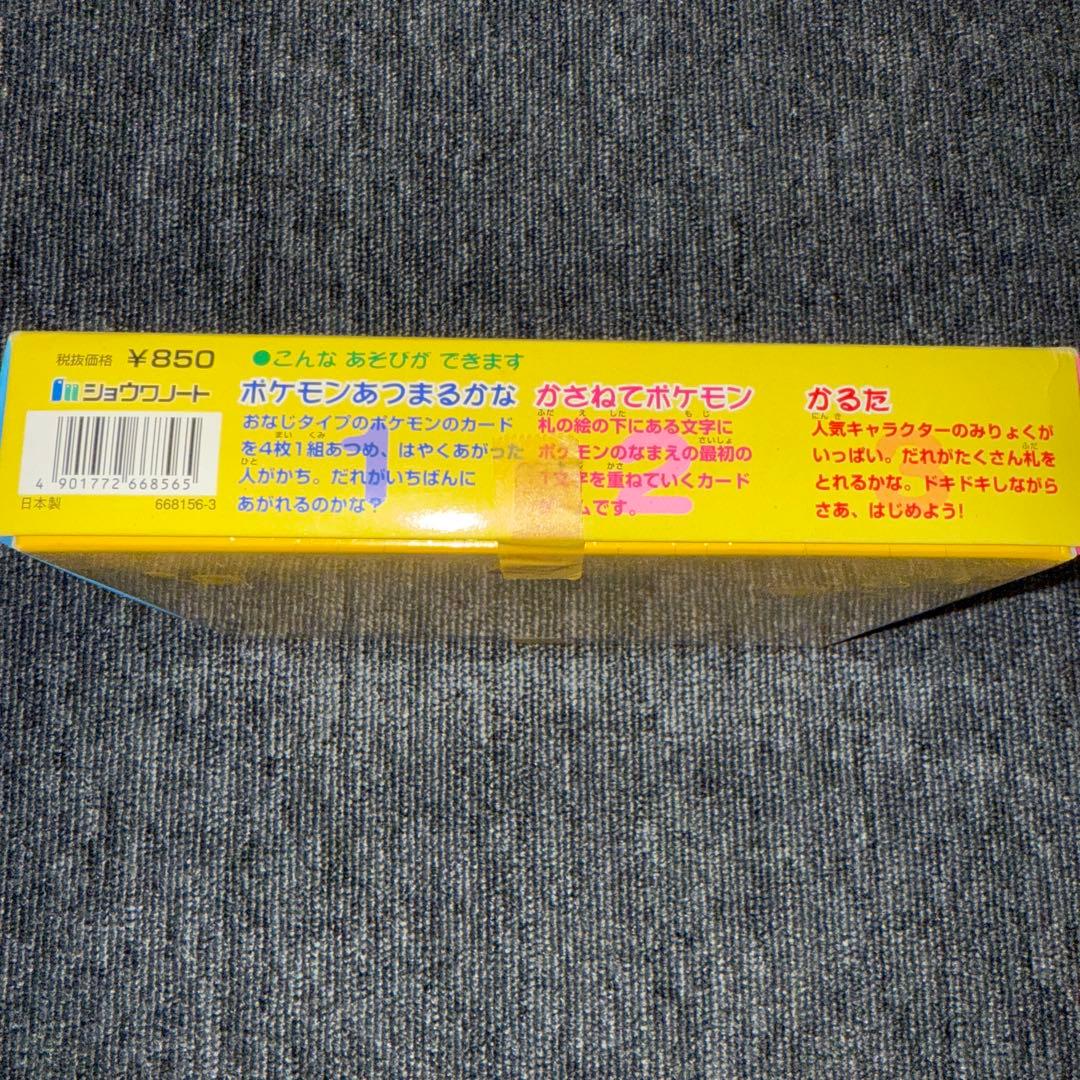 税抜価格 ¥850
ショウワノート
4 901772 668565
日本製 668156-3
●こんな あそびが できます
ポケモンあつまるかな
おなじタイプのポケモンのカード
を4枚1組あつめ、はやくあがった
人がかち。だれがいちばんに
あがれるのかな?
1
かさねてポケモン
札の絵の下にある文字に
ポケモンのなまえの最初の
1文字を重ねていくカード
ムです。
2
かるた
人気キャラクターのみりょくが
いっぱい。だれがたくさん札を
とれるかな。ドキドキしながら
さあ、はじめよう!
3